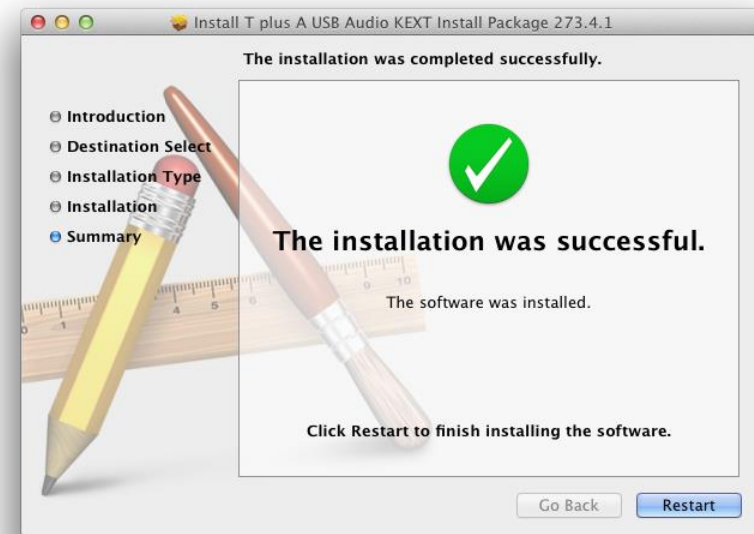 Install T plus A USB Audio KEXT Install Package 273.4.1
The installation was completed successfully.
Introduction
Destination Select
Installation Type
Installation
Summary
The installation was successful.
The software was installed.
Click Restart to finish installing the software.
Go Back
Restart